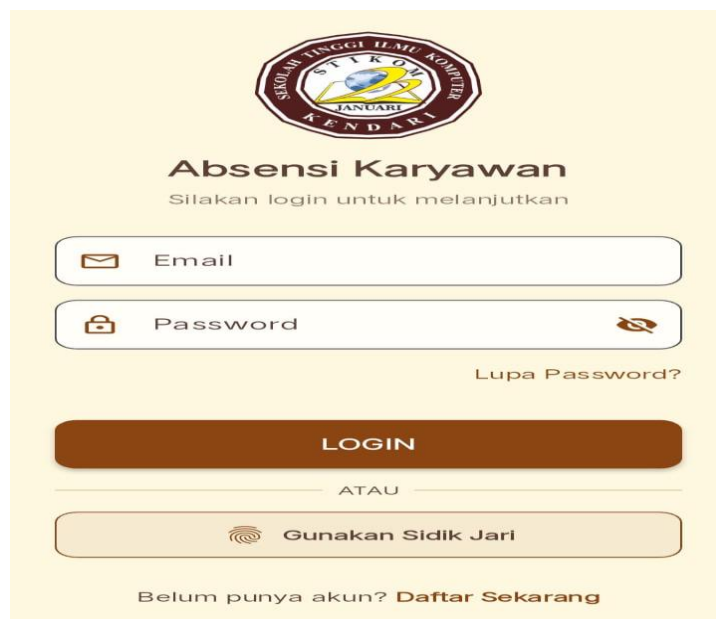 SEKOLAH TINGGI ILMU KOMPUTER
STIKOM
22
JANUARI
KENDARI
Absensi Karyawan
Silakan login untuk melanjutkan
Email
Password
Lupa Password?
LOGIN
ATAU
Gunakan Sidik Jari
Belum punya akun? Daftar Sekarang